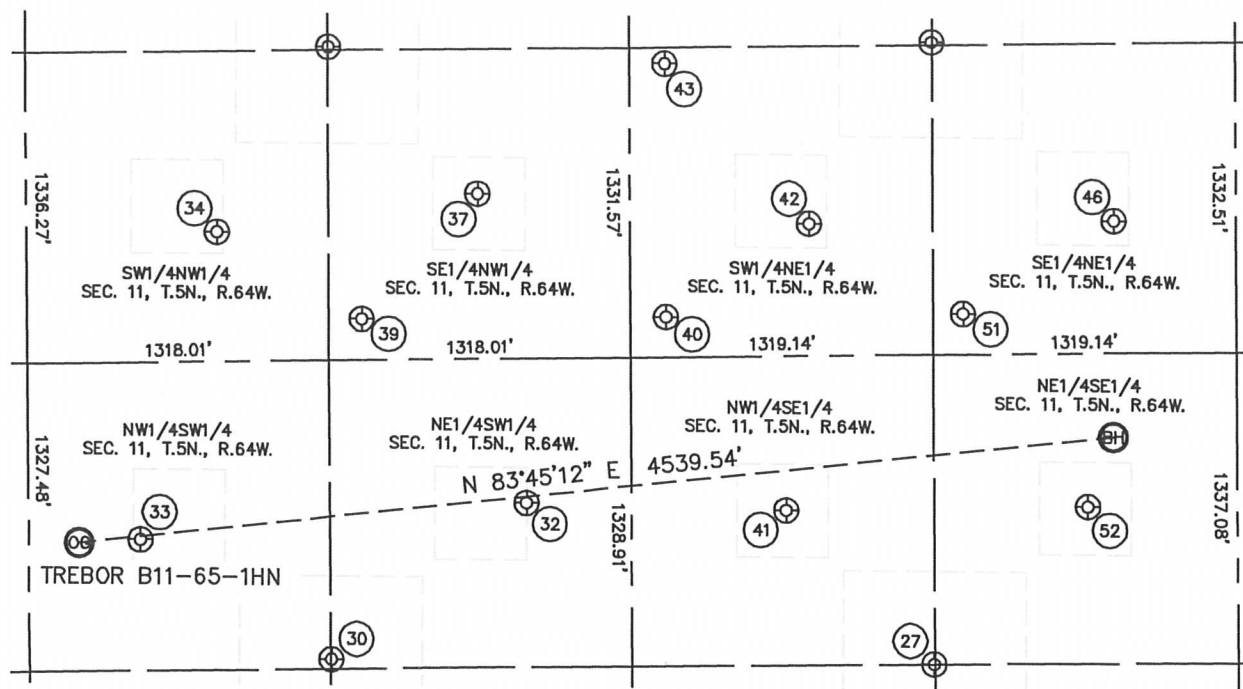 43
1336.27'
34
37
1331.57'
42
46
1332.51'
SW1/4NW1/4
SEC. 11, T.5N., R.64W.
SE1/4NW1/4
SEC. 11, T.5N., R.64W.
SW1/4NE1/4
SEC. 11, T.5N., R.64W.
SE1/4NE1/4
SEC. 11, T.5N., R.64W.
39
40
51
1318.01'
1318.01'
1319.14'
1319.14'
NW1/4SW1/4
SEC. 11, T.5N., R.64W.
NE1/4SW1/4
SEC. 11, T.5N., R.64W.
NW1/4SE1/4
SEC. 11, T.5N., R.64W.
NE1/4SE1/4
SEC. 11, T.5N., R.64W.
BH
1327.48'
N 83°45'12" E 4539.54'
33
32
1328.91'
41
52
1337.08'
OG
TREBOR B11-65-1HN
30
27